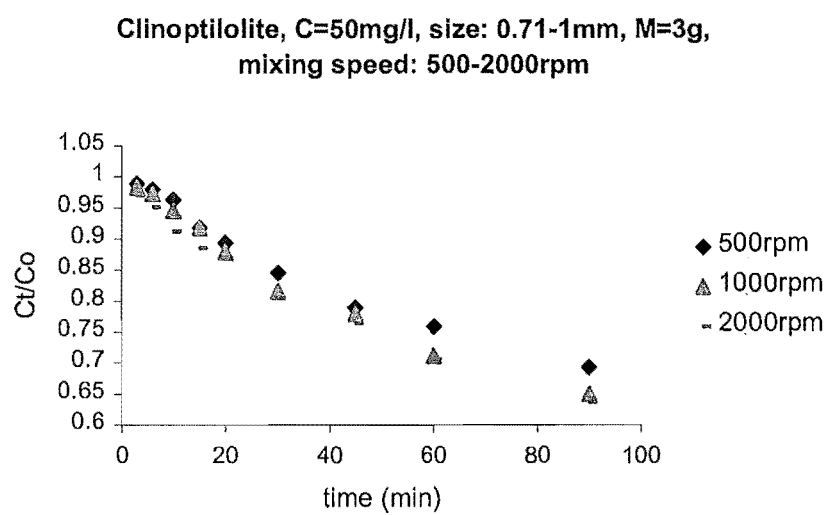 Clinoptilolite, C=50mg/l, size: 0.71-1mm, M=3g,
mixing speed: 500-2000rpm
1.05
1
0.95
0.9
0.85
0.8
0.75
0.7
0.65
0.6
Ct/Co
0 20 40 60 80 100
time (min)
500rpm
1000rpm
2000rpm